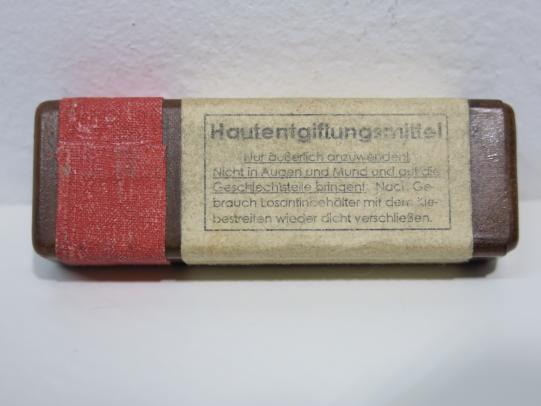 Hautentgiftungsmittel
Nur äußerlich anzuwenden!
Nicht in Augen und Mund und auf die
Geschlechtsteile bringen! Nach Ge-
brauch Losantinbehälter mit dem Kle-
bestreifen wieder dicht verschließen.